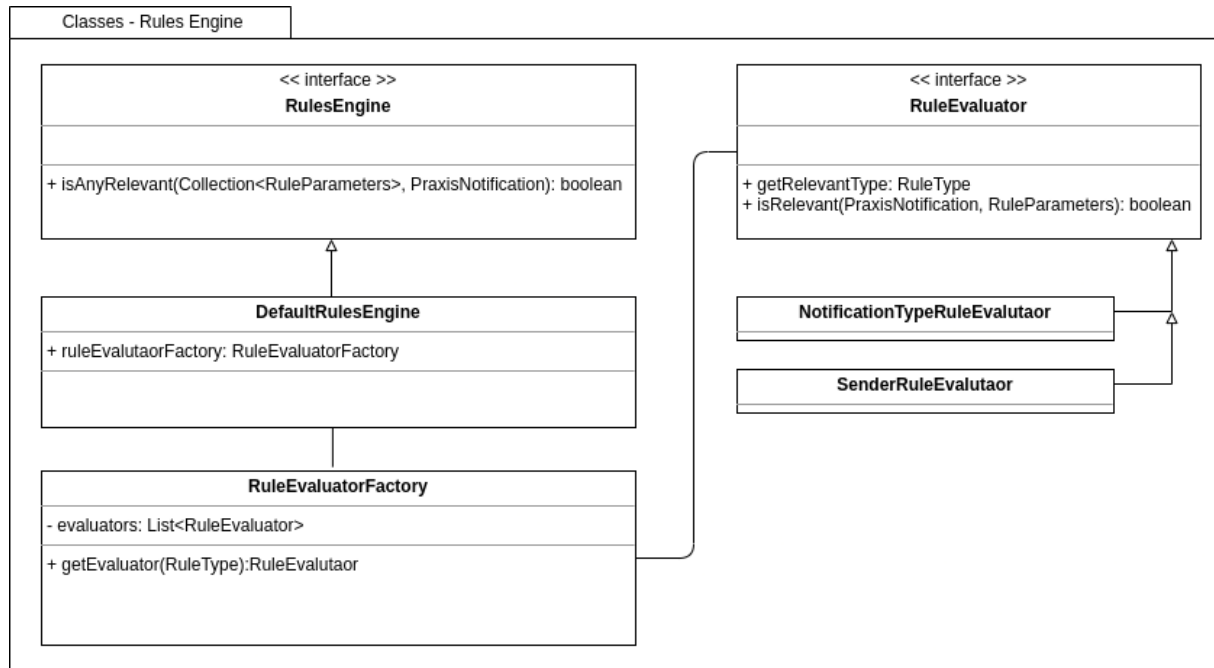 Classes - Rules Engine
<< interface >>
RulesEngine
+ isAnyRelevant(Collection<RuleParameters>, PraxisNotification): boolean
DefaultRulesEngine
+ ruleEvalutaorFactory: RuleEvaluatorFactory
RuleEvaluatorFactory
- evaluators: List<RuleEvaluator>
+ getEvaluator(RuleType):RuleEvalutaor
<< interface >>
RuleEvaluator
+ getRelevantType: RuleType
+ isRelevant(PraxisNotification, RuleParameters): boolean
NotificationTypeRuleEvalutaor
SenderRuleEvalutaor